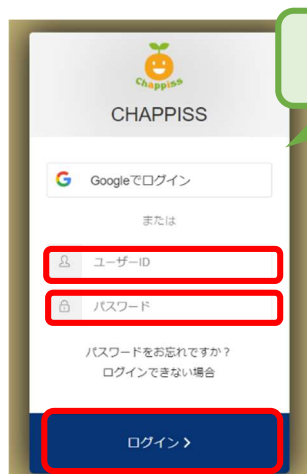 Chappiss
CHAPPISS
Googleでログイン
または
ユーザーID
パスワード
パスワードをお忘れですか？
ログインできない場合
ログイン